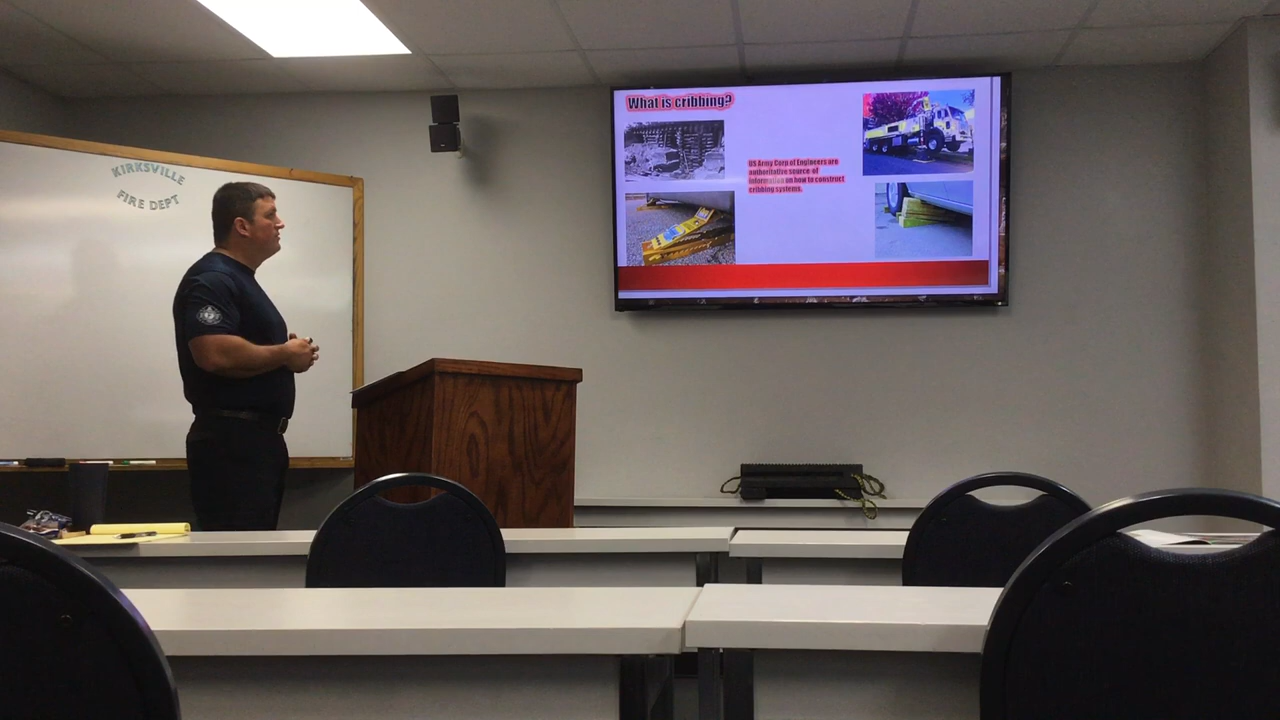 KIRKSVILLE
FIRE DEPT
What is cribbing?
US Army Corp of Engineers are
authoritative source of
information on how to construct
cribbing systems.